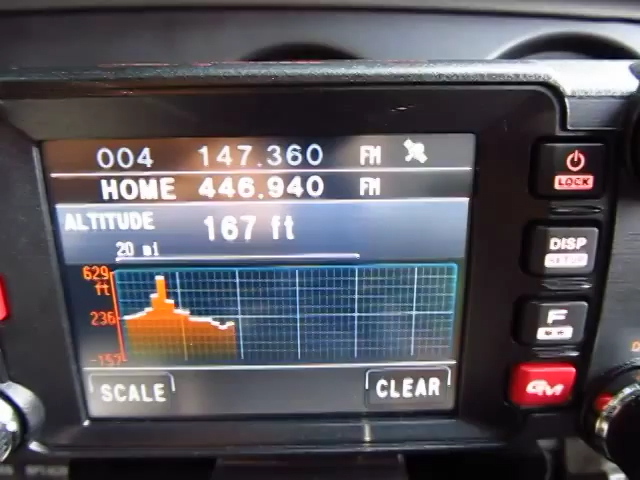 004 147.360 FM
HOME 446.940 FM
ALTITUDE 167 ft
20 mi
629
ft
236
-157
SCALE CLEAR
LOCK
DISP
SETUP
F
GM